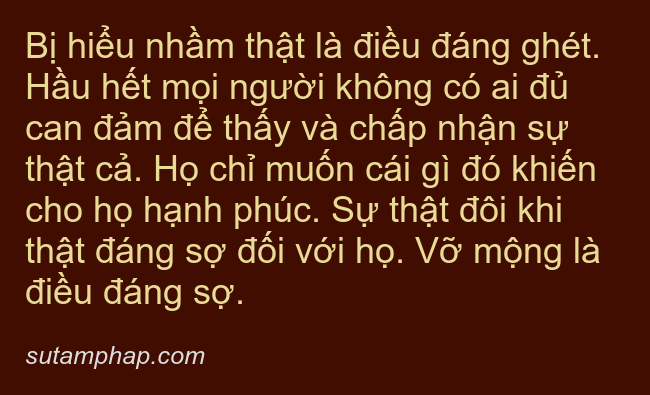 Bị hiểu nhầm thật là điều đáng ghét.
Hầu hết mọi người không có ai đủ
can đảm để thấy và chấp nhận sự
thật cả. Họ chỉ muốn cái gì đó khiến
cho họ hạnh phúc. Sự thật đôi khi
thật đáng sợ đối với họ. Vỡ mộng là
điều đáng sợ.
sutamphap.com